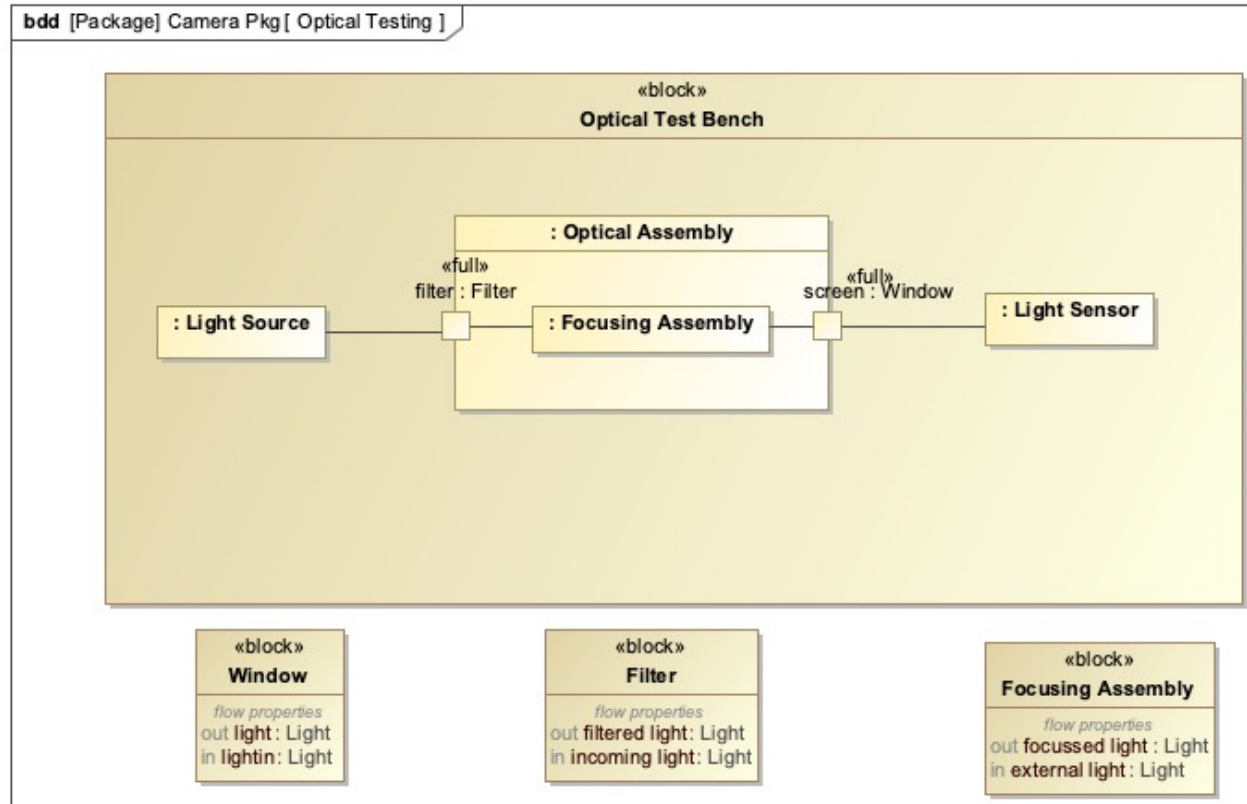 bdd [Package] Camera Pkg [ Optical Testing ]
«block»
Optical Test Bench
: Optical Assembly
«full»
filter : Filter
«full»
screen : Window
: Light Source
: Focusing Assembly
: Light Sensor
«block»
Window
flow properties
out light : Light
in lightin : Light
«block»
Filter
flow properties
out filtered light : Light
in incoming light : Light
«block»
Focusing Assembly
flow properties
out focussed light : Light
in external light : Light